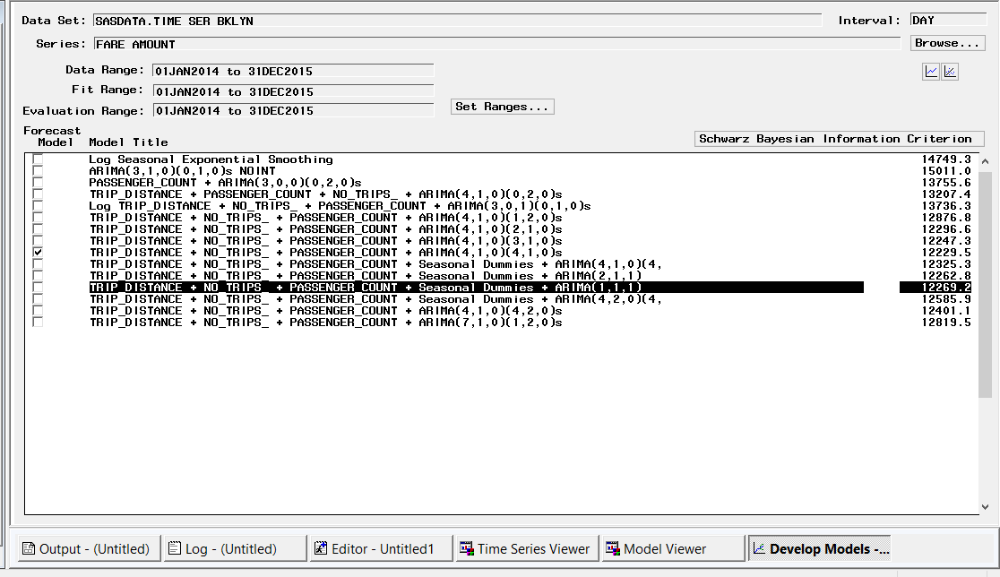 Data Set: SASDATA.TIME_SER_BKLYN Interval: DAY
Series: FARE_AMOUNT Browse...
Data Range: 01JAN2014 to 31DEC2015
Fit Range: 01JAN2014 to 31DEC2015
Evaluation Range: 01JAN2014 to 31DEC2015 Set Ranges...
Forecast
Model Model Title Schwarz Bayesian Information Criterion
Log Seasonal Exponential Smoothing 14749.3
ARIMA(3,1,0)(0,1,0)s NOINT 15011.0
PASSENGER_COUNT + ARIMA(3,0,0)(0,2,0)s 13755.6
TRIP_DISTANCE + PASSENGER_COUNT + NO_TRIPS_ + ARIMA(4,1,0)(0,2,0)s 13207.4
Log TRIP_DISTANCE + NO_TRIPS_ + PASSENGER_COUNT + ARIMA(3,0,1)(0,1,0)s 13736.3
TRIP_DISTANCE + NO_TRIPS_ + PASSENGER_COUNT + ARIMA(4,1,0)(1,2,0)s 12876.8
TRIP_DISTANCE + NO_TRIPS_ + PASSENGER_COUNT + ARIMA(4,1,0)(2,1,0)s 12296.6
TRIP_DISTANCE + NO_TRIPS_ + PASSENGER_COUNT + ARIMA(4,1,0)(3,1,0)s 12247.3
TRIP_DISTANCE + NO_TRIPS_ + PASSENGER_COUNT + ARIMA(4,1,0)(4,1,0)s 12229.5
TRIP_DISTANCE + NO_TRIPS_ + PASSENGER_COUNT + Seasonal Dummies + ARIMA(4,1,0)(4, 12325.3
TRIP_DISTANCE + NO_TRIPS_ + PASSENGER_COUNT + Seasonal Dummies + ARIMA(2,1,1) 12262.8
TRIP_DISTANCE + NO_TRIPS_ + PASSENGER_COUNT + Seasonal Dummies + ARIMA(1,1,1) 12269.2
TRIP_DISTANCE + NO_TRIPS_ + PASSENGER_COUNT + Seasonal Dummies + ARIMA(4,2,0)(4, 12585.9
TRIP_DISTANCE + NO_TRIPS_ + PASSENGER_COUNT + ARIMA(4,1,0)(4,2,0)s 12401.1
TRIP_DISTANCE + NO_TRIPS_ + PASSENGER_COUNT + ARIMA(7,1,0)(1,2,0)s 12819.5
Output - (Untitled) Log - (Untitled) Editor - Untitled1 Time Series Viewer Model Viewer Develop Models -...